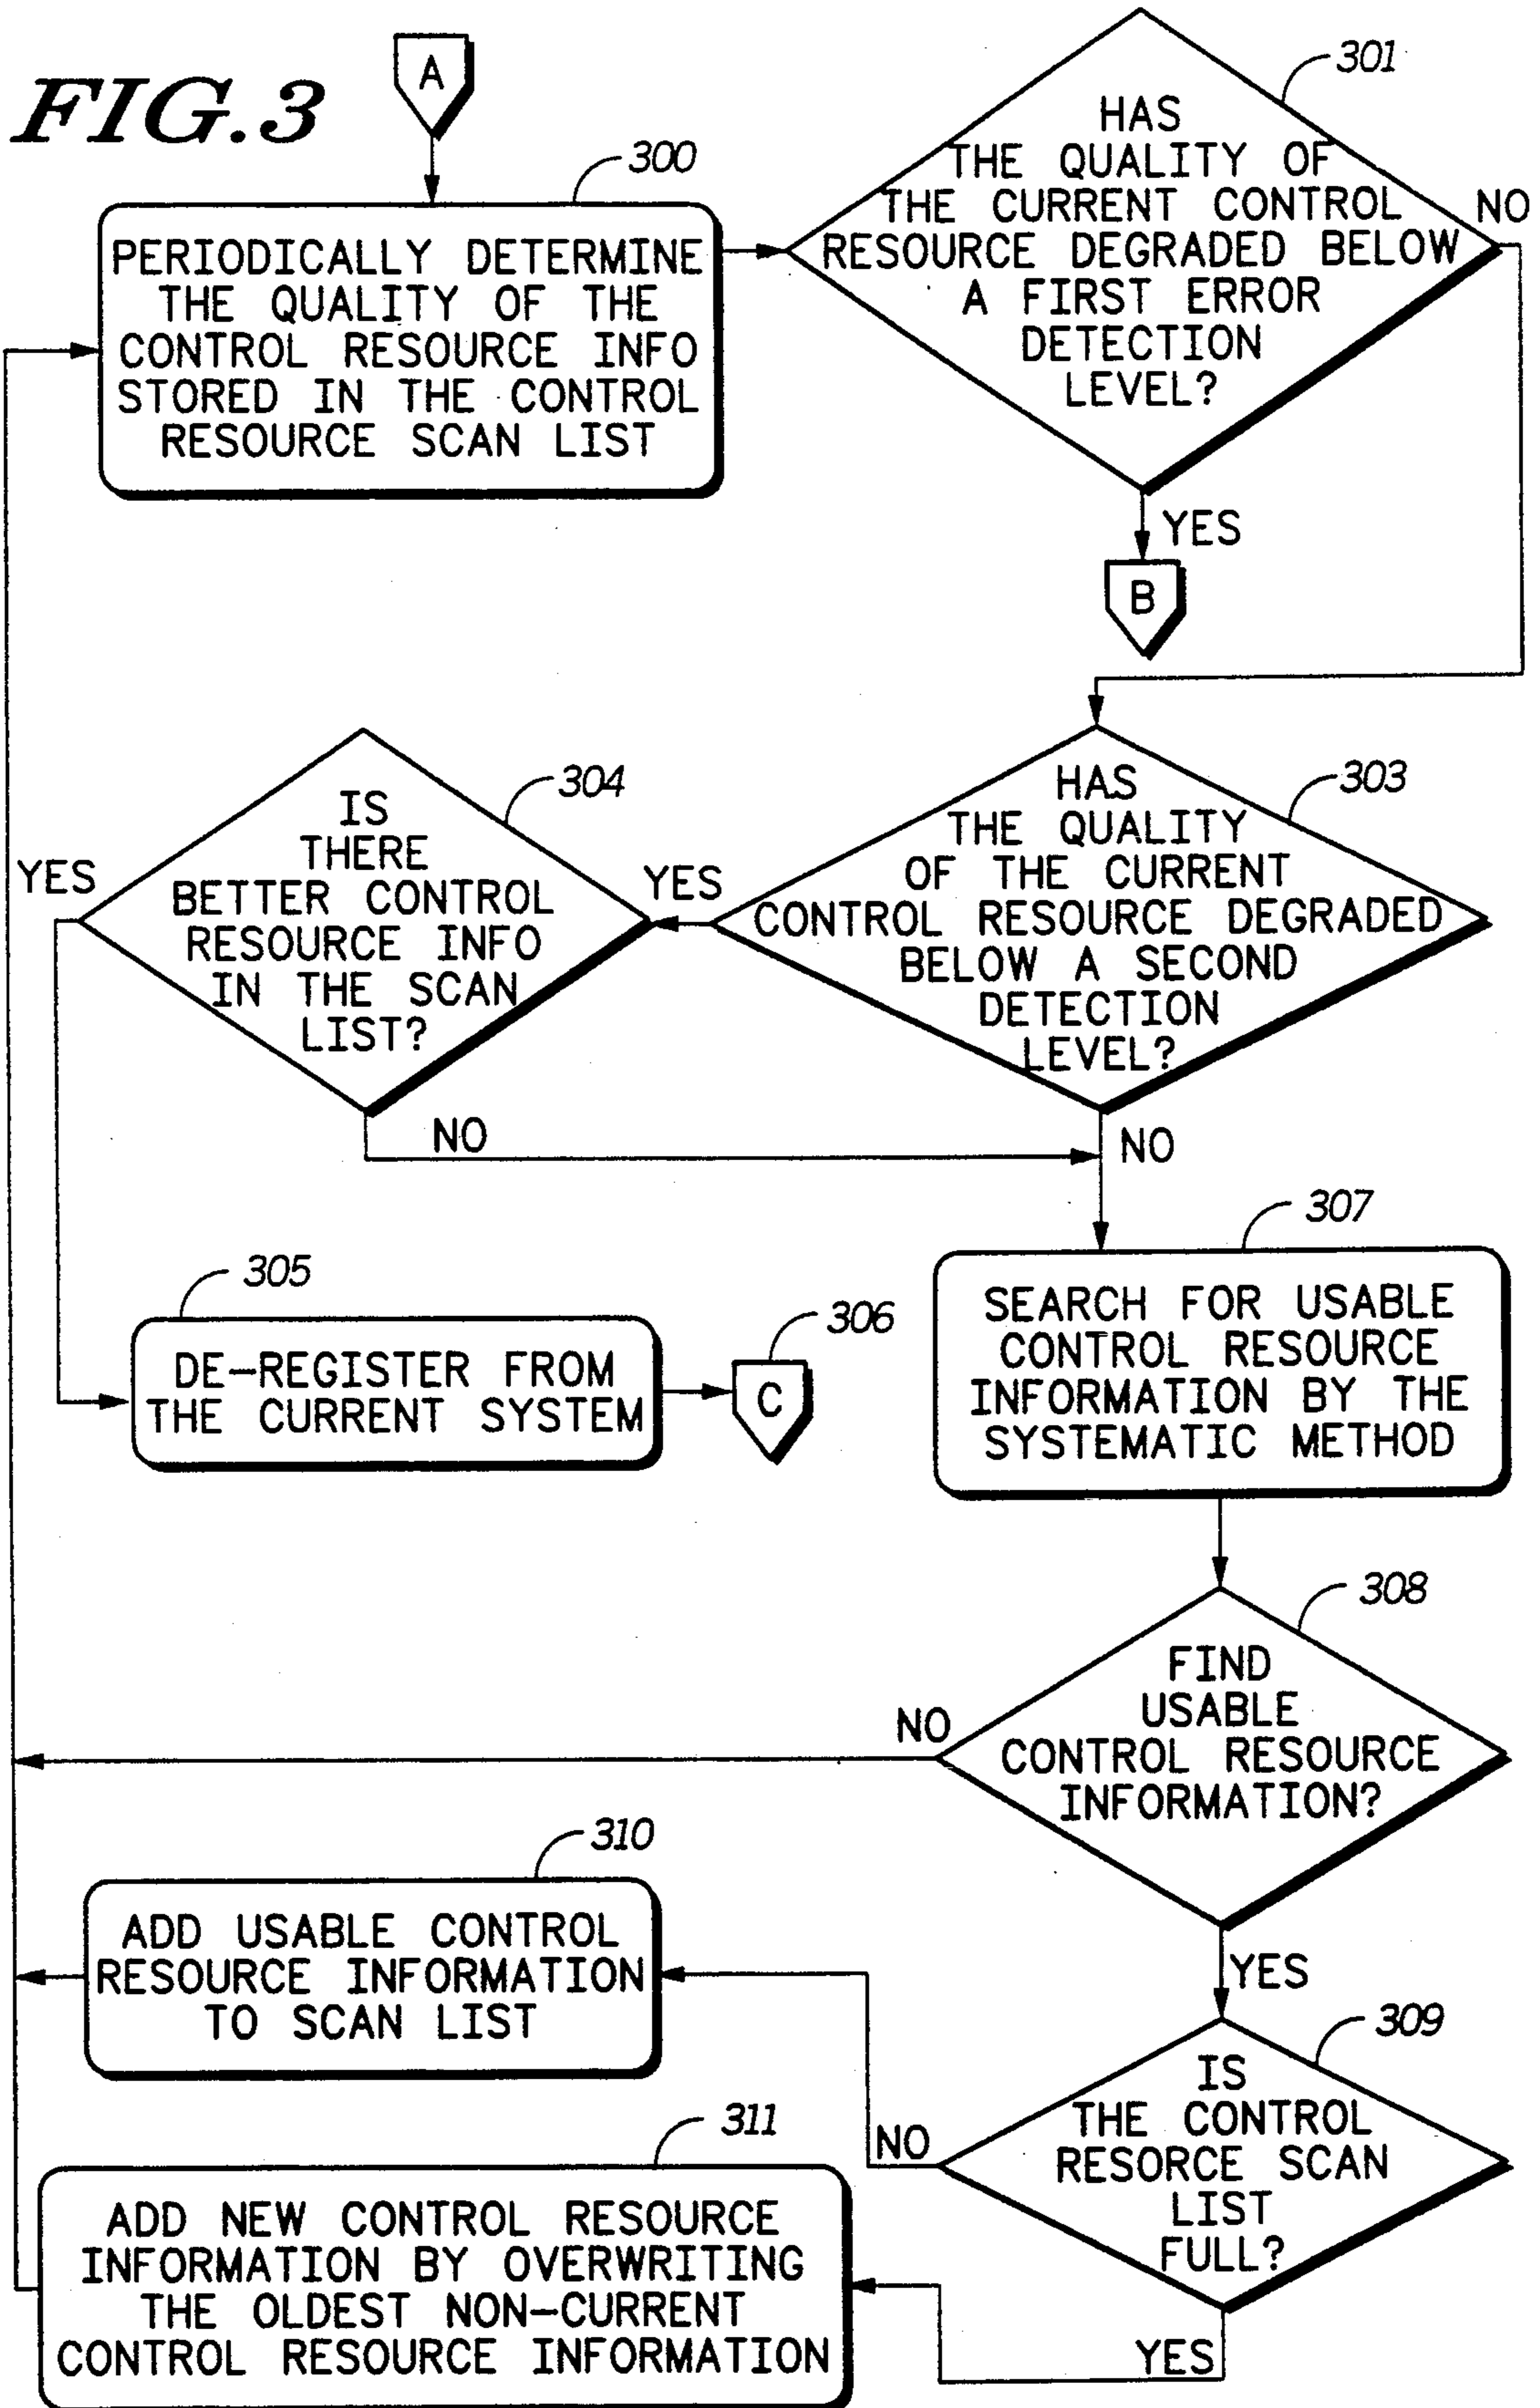 FIG.3
A
300
PERIODICALLY DETERMINE
THE QUALITY OF THE
CONTROL RESOURCE INFO
STORED IN THE CONTROL
RESOURCE SCAN LIST
301
HAS
THE QUALITY OF
THE CURRENT CONTROL
RESOURCE DEGRADED BELOW
A FIRST ERROR
DETECTION
LEVEL?
NO
YES
B
303
HAS
THE QUALITY
OF THE CURRENT
CONTROL RESOURCE DEGRADED
BELOW A SECOND
DETECTION
LEVEL?
YES
NO
304
IS
THERE
BETTER CONTROL
RESOURCE INFO
IN THE SCAN
LIST?
YES
NO
305
DE-REGISTER FROM
THE CURRENT SYSTEM
306
C
307
SEARCH FOR USABLE
CONTROL RESOURCE
INFORMATION BY THE
SYSTEMATIC METHOD
308
FIND
USABLE
CONTROL RESOURCE
INFORMATION?
NO
YES
309
IS
THE CONTROL
RESORCE SCAN
LIST
FULL?
NO
YES
310
ADD USABLE CONTROL
RESOURCE INFORMATION
TO SCAN LIST
311
ADD NEW CONTROL RESOURCE
INFORMATION BY OVERWRITING
THE OLDEST NON-CURRENT
CONTROL RESOURCE INFORMATION